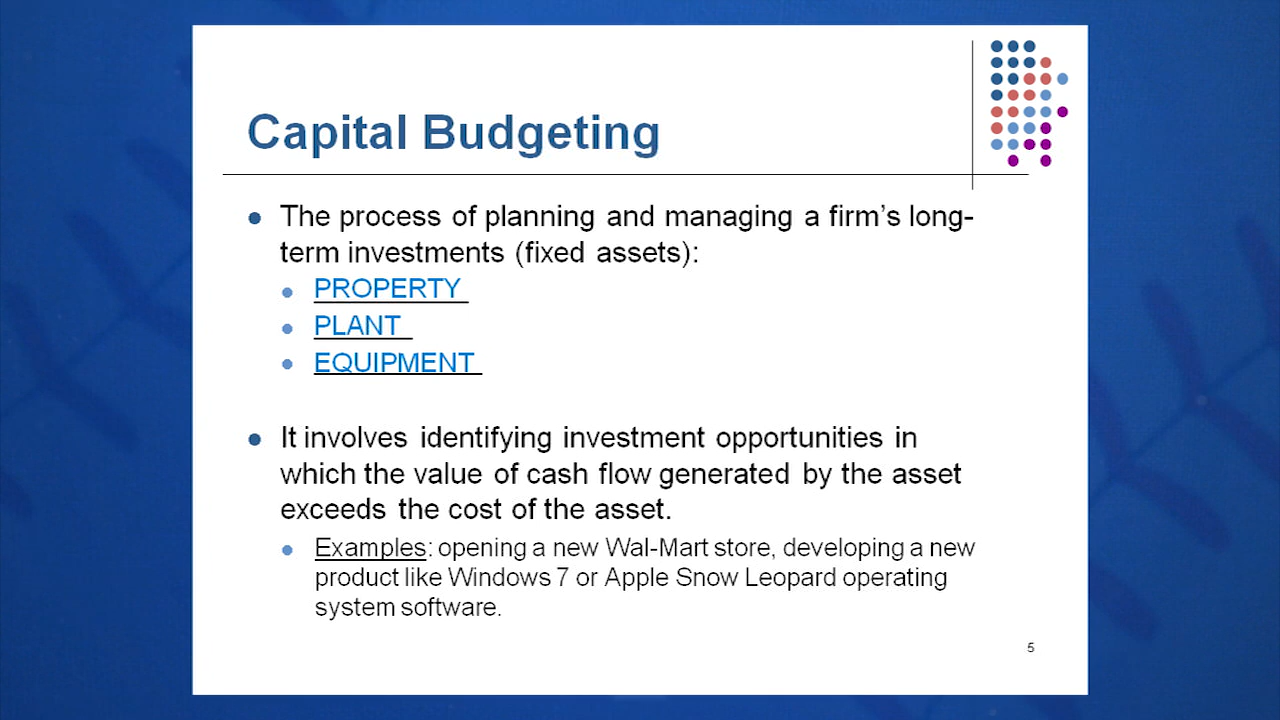 Capital Budgeting
The process of planning and managing a firm’s long-
term investments (fixed assets):
PROPERTY
PLANT
EQUIPMENT
It involves identifying investment opportunities in
which the value of cash flow generated by the asset
exceeds the cost of the asset.
Examples: opening a new Wal-Mart store, developing a new
product like Windows 7 or Apple Snow Leopard operating
system software.
5